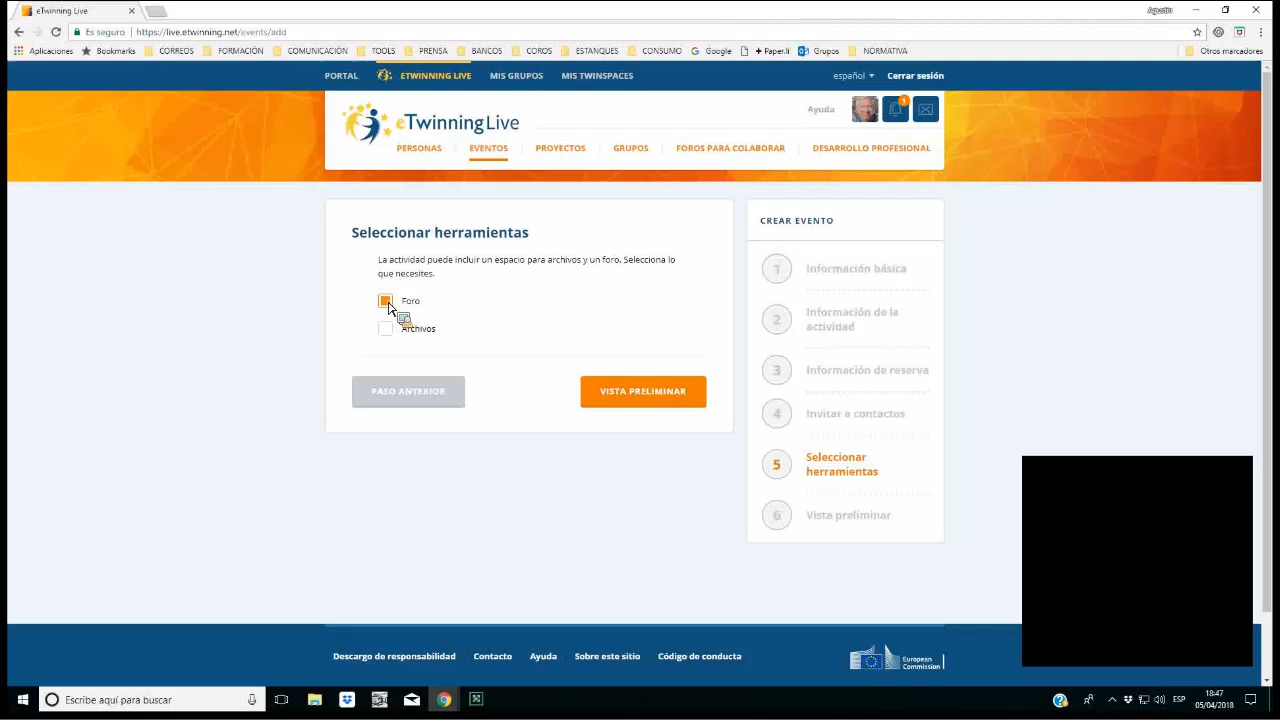 eTwinning Live
Agustín
Es seguro | https://live.etwinning.net/events/add
Aplicaciones Bookmarks CORREOS FORMACIÓN COMUNICACIÓN TOOLS PRENSA BANCOS COROS ESTANQUES CONSUMO Google Paper.li Grupos NORMATIVA Otros marcadores
PORTAL ETWINNING LIVE MIS GRUPOS MIS TWINSPACES español Cerrar sesión
Ayuda 1
eTwinning Live
PERSONAS EVENTOS PROYECTOS GRUPOS FOROS PARA COLABORAR DESARROLLO PROFESIONAL
Seleccionar herramientas
La actividad puede incluir un espacio para archivos y un foro. Selecciona lo
que necesites.
Foro
Archivos
PASO ANTERIOR VISTA PRELIMINAR
CREAR EVENTO
1 Información básica
2 Información de la
actividad
3 Información de reserva
4 Invitar a contactos
5 Seleccionar
herramientas
6 Vista preliminar
Descargo de responsabilidad Contacto Ayuda Sobre este sitio Código de conducta
European
Commission
Escribe aquí para buscar
ESP
18:47
05/04/2018